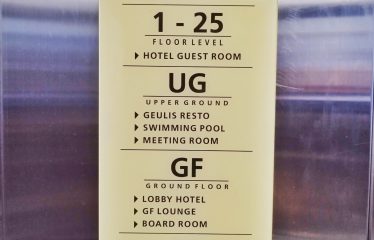 1 - 25
FLOOR LEVEL
HOTEL GUEST ROOM
UG
UPPER GROUND
GEULIS RESTO
SWIMMING POOL
MEETING ROOM
GF
GROUND FLOOR
LOBBY HOTEL
GF LOUNGE
BOARD ROOM